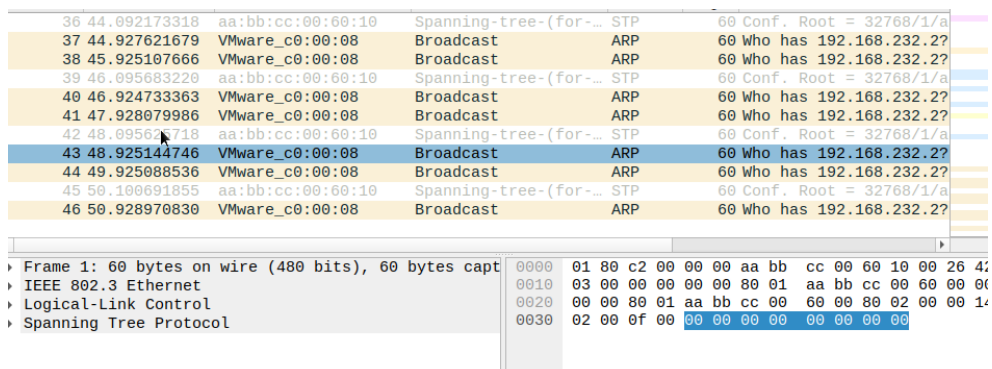 36 44.092173318 aa:bb:cc:00:60:10 Spanning-tree-(for-… STP 60 Conf. Root = 32768/1/a
37 44.927621679 VMware_c0:00:08 Broadcast ARP 60 Who has 192.168.232.2?
38 45.925107666 VMware_c0:00:08 Broadcast ARP 60 Who has 192.168.232.2?
39 46.095683220 aa:bb:cc:00:60:10 Spanning-tree-(for-… STP 60 Conf. Root = 32768/1/a
40 46.924733363 VMware_c0:00:08 Broadcast ARP 60 Who has 192.168.232.2?
41 47.928079986 VMware_c0:00:08 Broadcast ARP 60 Who has 192.168.232.2?
42 aa:bb:cc:00:60:10 Spanning-tree-(for-… STP 60 Conf. Root = 32768/1/a
43 48.925144746 VMware_c0:00:08 Broadcast ARP 60 Who has 192.168.232.2?
44 49.925088536 VMware_c0:00:08 Broadcast ARP 60 Who has 192.168.232.2?
45 50.100691855 aa:bb:cc:00:60:10 Spanning-tree-(for-… STP 60 Conf. Root = 32768/1/a
46 50.928970830 VMware_c0:00:08 Broadcast ARP 60 Who has 192.168.232.2?
Frame 1: 60 bytes on wire (480 bits), 60 bytes capt
IEEE 802.3 Ethernet
Logical-Link Control
Spanning Tree Protocol
0000 01 80 c2 00 00 00 aa bb cc 00 60 10 00 26 42
0010 03 00 00 00 00 00 80 01 aa bb cc 00 60 00 00
0020 00 00 80 01 aa bb cc 00 60 00 80 02 00 00 14
0030 02 00 0f 00 00 00 00 00 00 00 00 00